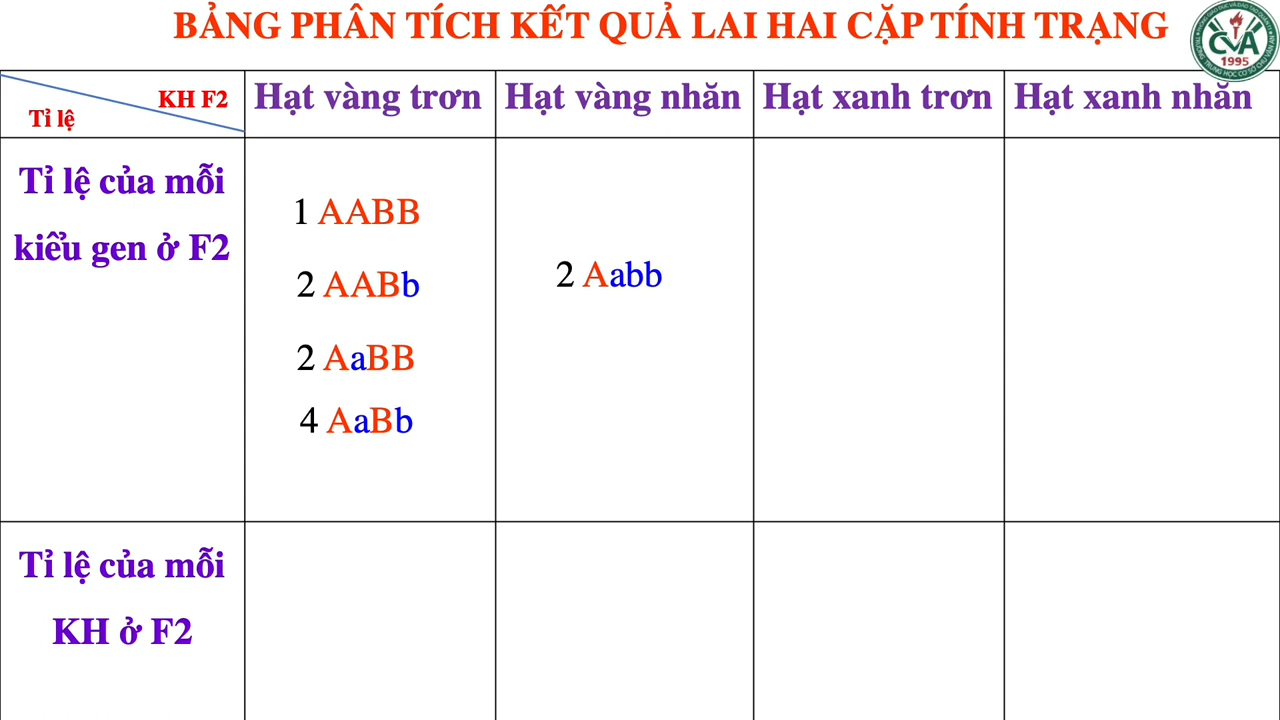 BẢNG PHÂN TÍCH KẾT QUẢ LAI HAI CẶP TÍNH TRẠNG
CVA
1995
KH F2
Tỉ lệ
Hạt vàng trơn
Hạt vàng nhăn
Hạt xanh trơn
Hạt xanh nhăn
Tỉ lệ của mỗi
kiểu gen ở F2
1 AABB
2 AABb
2 AaBB
4 AaBb
2 Aabb
Tỉ lệ của mỗi
KH ở F2